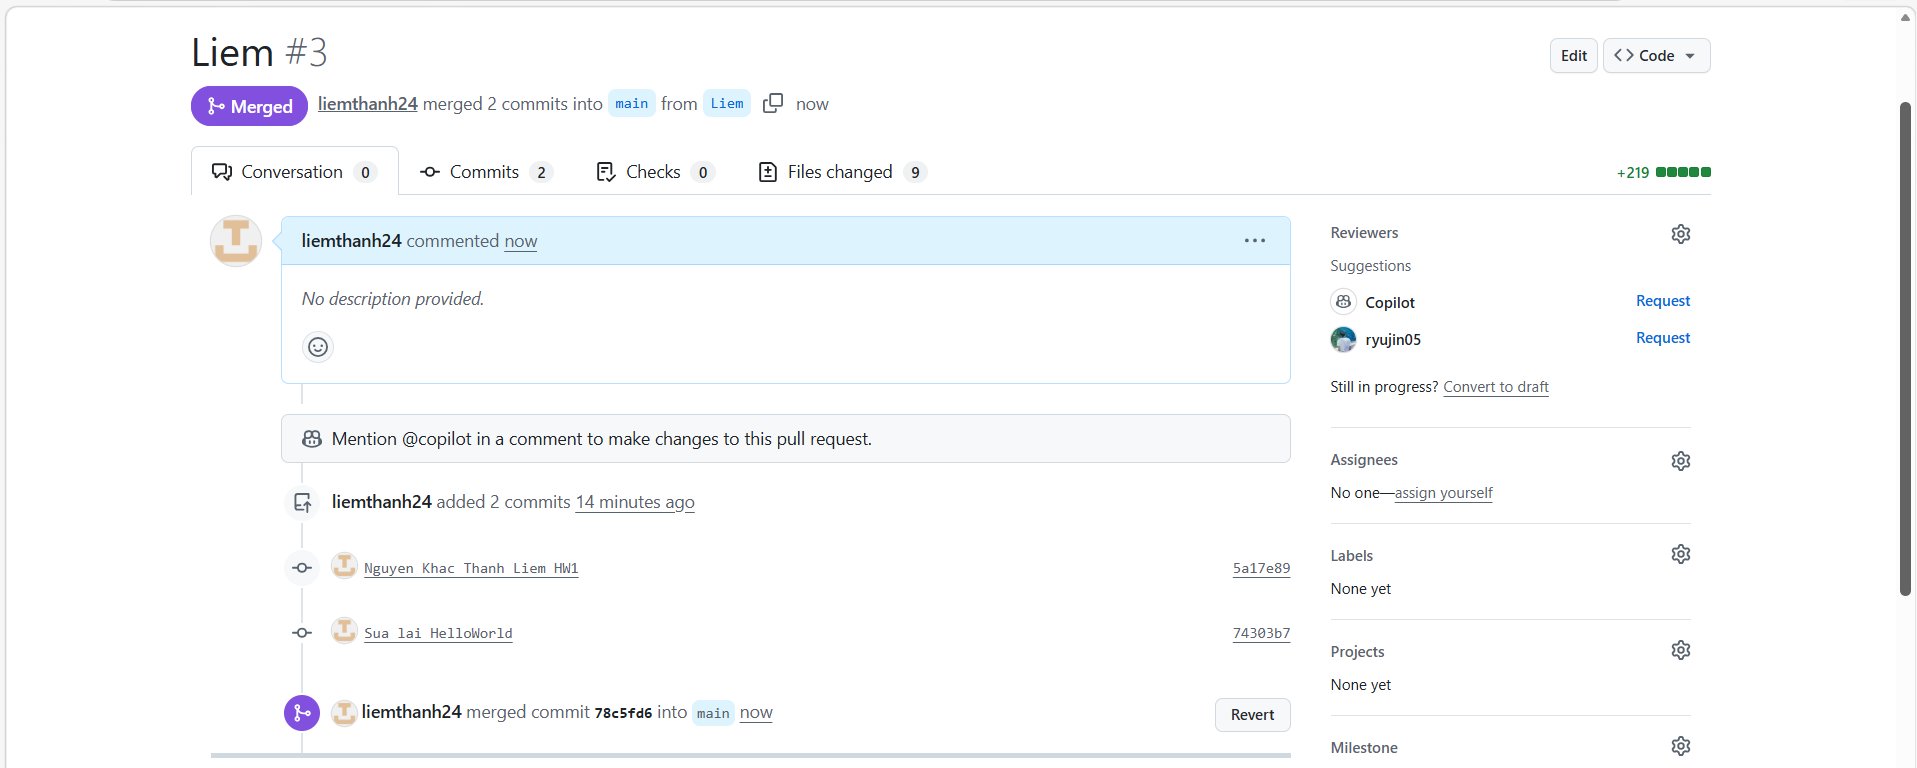 Liem #3
Edit
Code
Merged
liemthanh24 merged 2 commits into main from Liem now
Conversation 0
Commits 2
Checks 0
Files changed 9
+219
liemthanh24 commented now
No description provided.
Mention @copilot in a comment to make changes to this pull request.
liemthanh24 added 2 commits 14 minutes ago
Nguyen Khac Thanh Liem HW1 5a17e89
Sua lai HelloWorld 74303b7
liemthanh24 merged commit 78c5fd6 into main now
Revert
Reviewers
Suggestions
Copilot Request
ryujin05 Request
Still in progress? Convert to draft
Assignees
No one—assign yourself
Labels
None yet
Projects
None yet
Milestone